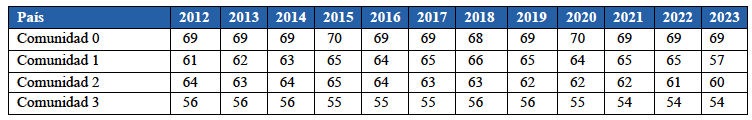 País 2012 2013 2014 2015 2016 2017 2018 2019 2020 2021 2022 2023
Comunidad 0 69 69 69 70 69 69 68 69 70 69 69 69
Comunidad 1 61 62 63 65 64 65 66 65 64 65 65 57
Comunidad 2 64 63 64 65 64 63 63 62 62 62 61 60
Comunidad 3 56 56 56 55 55 55 56 56 55 54 54 54